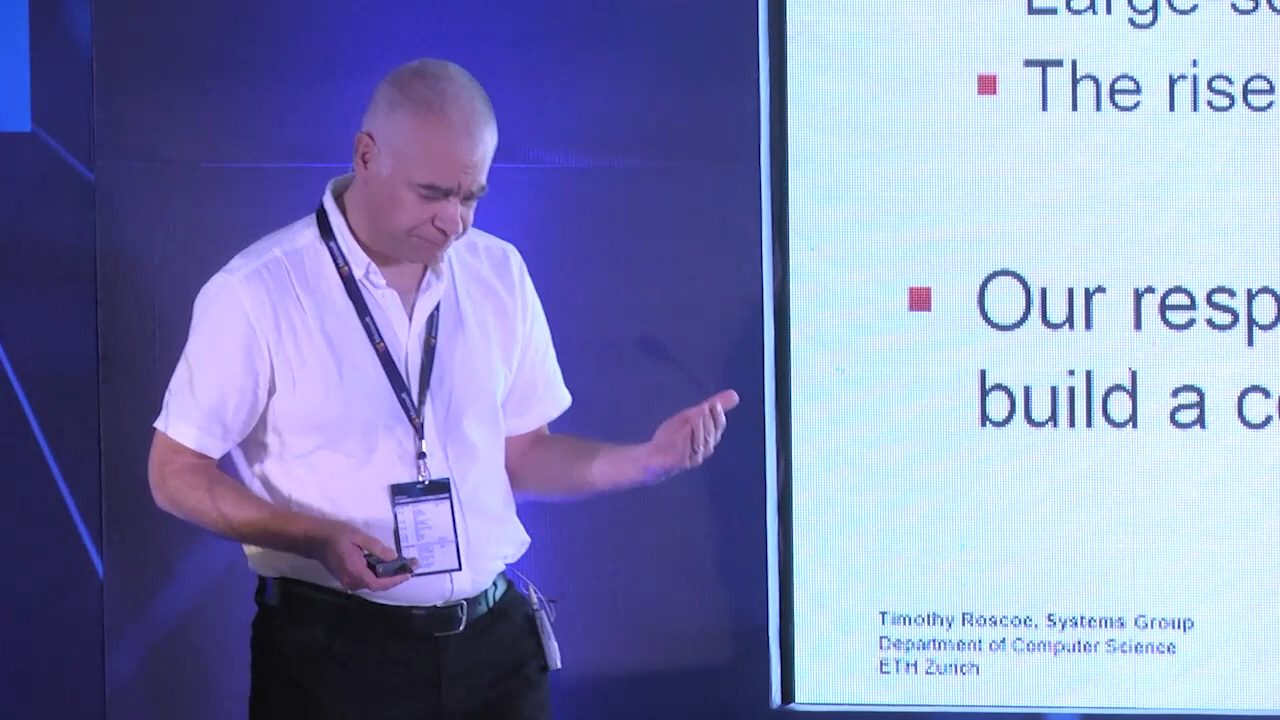 The rise
Our resp
build a c
Timothy Roscoe, Systems Group
Department of Computer Science
ETH Zurich